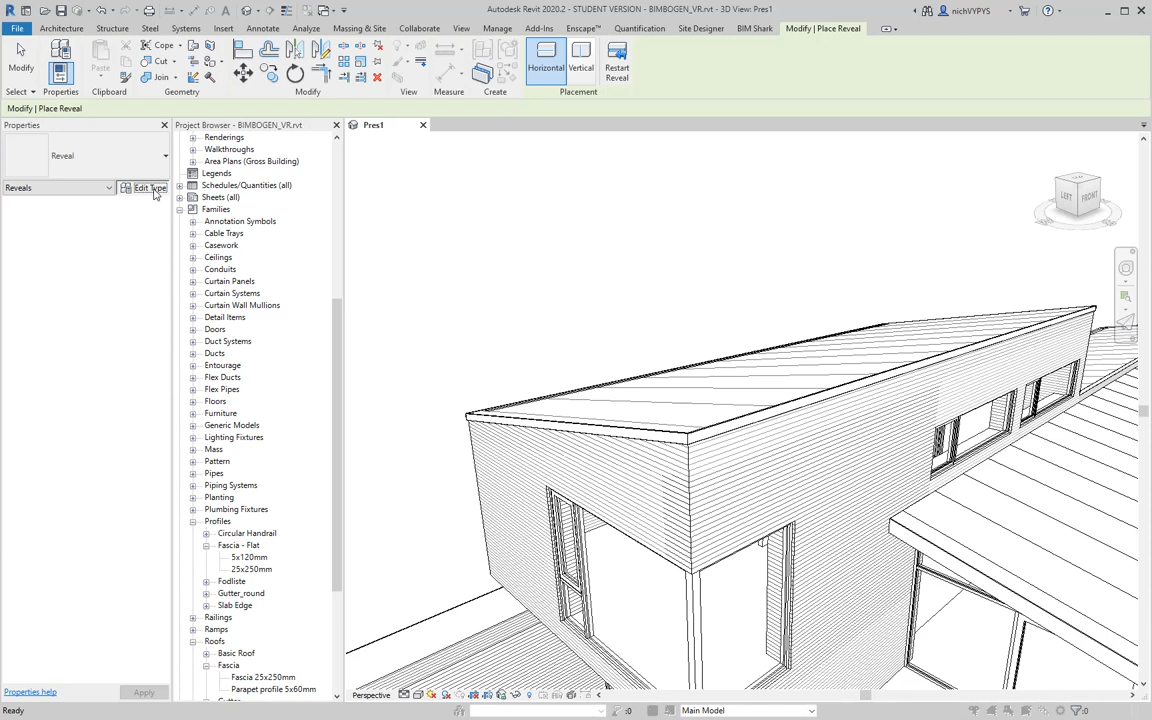 Autodesk Revit 2020.2 - STUDENT VERSION - BIMBOGEN_VR.rvt - 3D View: Pres1
nichVYPYS
File
Architecture
Structure
Steel
Systems
Insert
Annotate
Analyze
Massing & Site
Collaborate
View
Manage
Add-Ins
Enscape™
Quantification
Site Designer
BIM Shark
Modify | Place Reveal
Modify
Paste
Cope
Cut
Join
Horizontal
Vertical
Restart
Reveal
Select
Properties
Clipboard
Geometry
Modify
View
Measure
Create
Placement
Modify | Place Reveal
Properties
Reveal
Reveals
Edit Type
Properties help
Apply
Project Browser - BIMBOGEN_VR.rvt
Renderings
Walkthroughs
Area Plans (Gross Building)
Legends
Schedules/Quantities (all)
Sheets (all)
Families
Annotation Symbols
Cable Trays
Casework
Ceilings
Conduits
Curtain Panels
Curtain Systems
Curtain Wall Mullions
Detail Items
Doors
Duct Systems
Ducts
Entourage
Flex Ducts
Flex Pipes
Floors
Furniture
Generic Models
Lighting Fixtures
Mass
Pattern
Pipes
Piping Systems
Planting
Plumbing Fixtures
Profiles
Circular Handrail
Fascia - Flat
5x120mm
25x250mm
Fodliste
Gutter_round
Slab Edge
Railings
Ramps
Roofs
Basic Roof
Fascia
Fascia 25x250mm
Parapet profile 5x60mm
Pres1
LEFT
FRONT
Perspective
Ready
:0
Main Model
:0